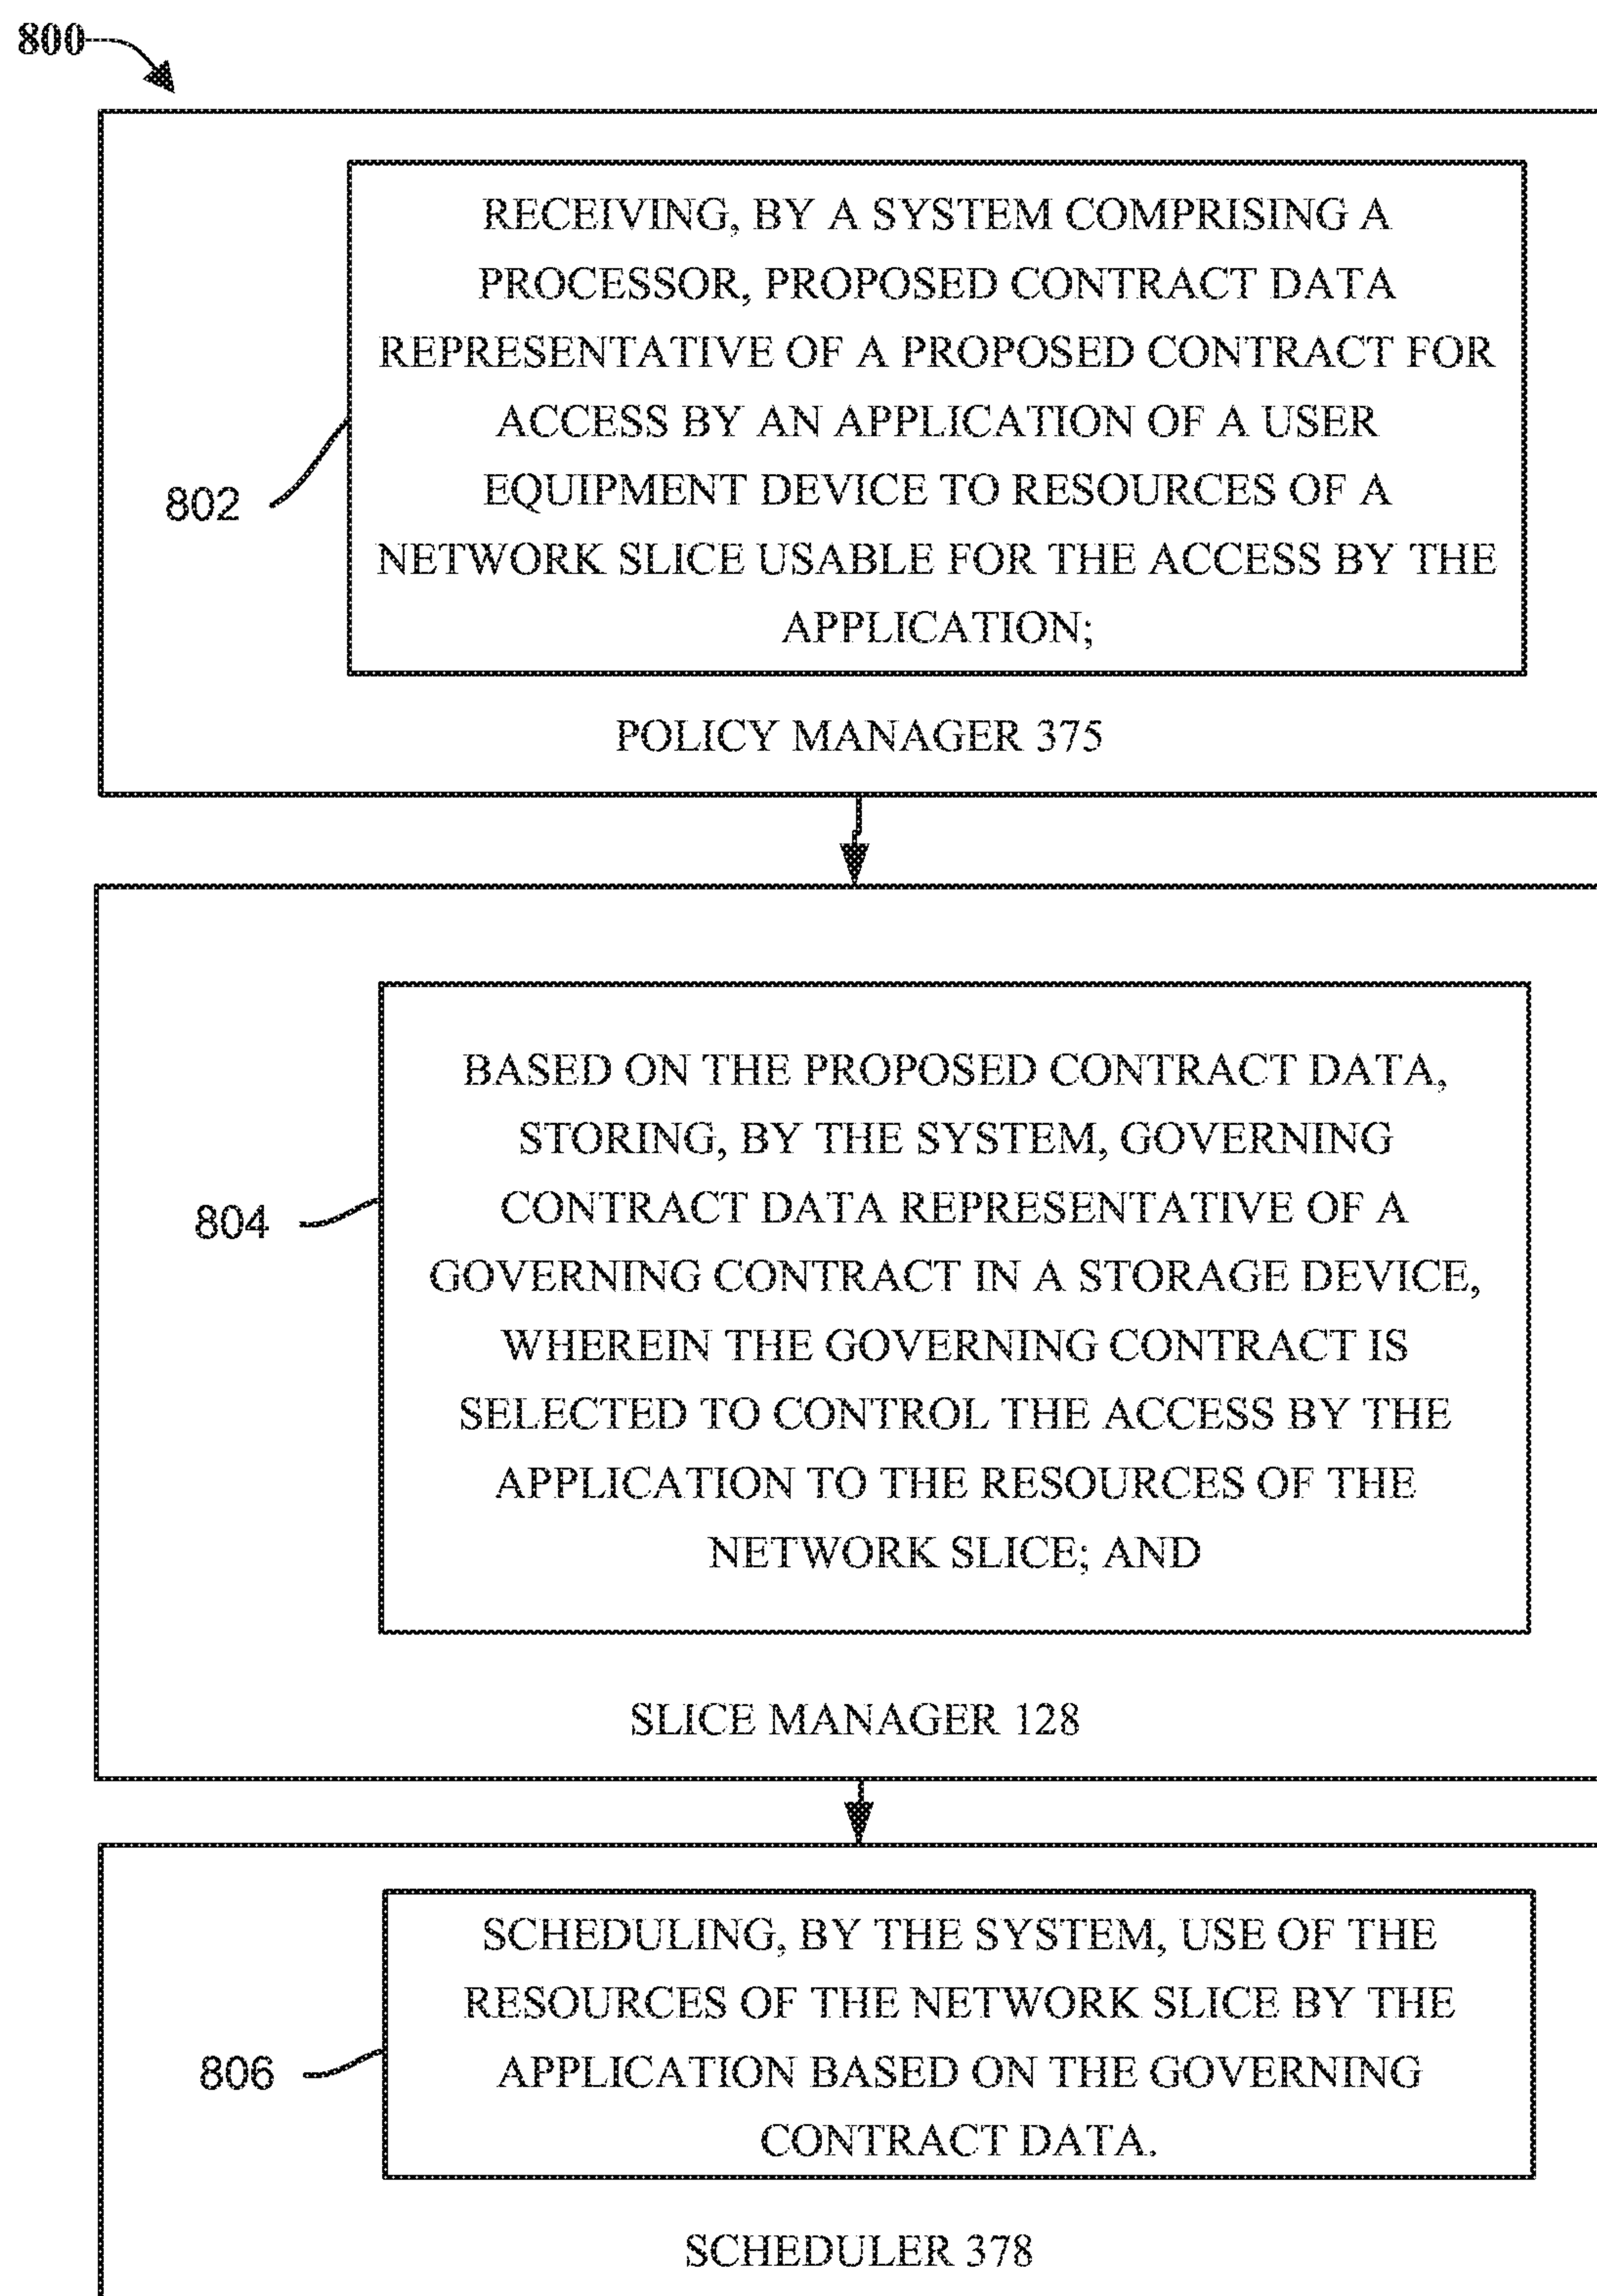 800
RECEIVING, BY A SYSTEM COMPRISING A
PROCESSOR, PROPOSED CONTRACT DATA
REPRESENTATIVE OF A PROPOSED CONTRACT FOR
ACCESS BY AN APPLICATION OF A USER
EQUIPMENT DEVICE TO RESOURCES OF A
NETWORK SLICE USABLE FOR THE ACCESS BY THE
APPLICATION;
802
POLICY MANAGER 375
BASED ON THE PROPOSED CONTRACT DATA,
STORING, BY THE SYSTEM, GOVERNING
CONTRACT DATA REPRESENTATIVE OF A
GOVERNING CONTRACT IN A STORAGE DEVICE,
WHEREIN THE GOVERNING CONTRACT IS
SELECTED TO CONTROL THE ACCESS BY THE
APPLICATION TO THE RESOURCES OF THE
NETWORK SLICE; AND
804
SLICE MANAGER 128
SCHEDULING, BY THE SYSTEM, USE OF THE
RESOURCES OF THE NETWORK SLICE BY THE
APPLICATION BASED ON THE GOVERNING
CONTRACT DATA.
806
SCHEDULER 378